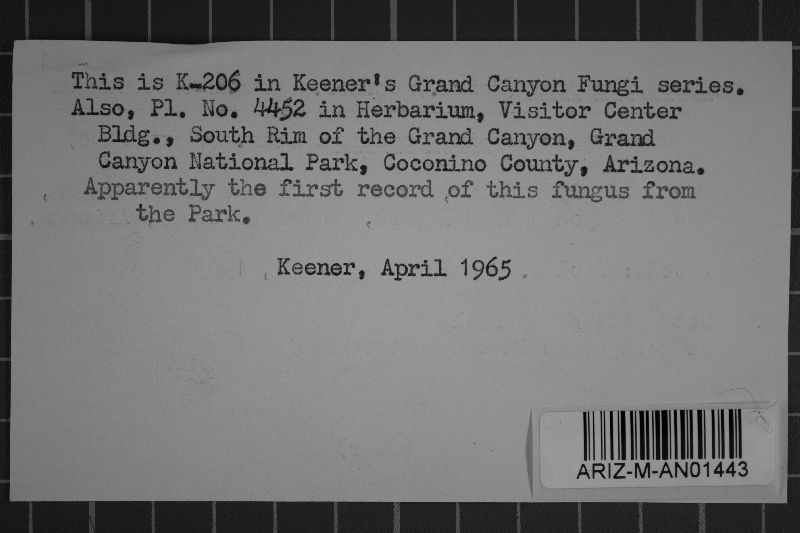 This is K-206 in Keener's Grand Canyon Fungi series.
Also, Pl. No. 4452 in Herbarium, Visitor Center
Bldg., South Rim of the Grand Canyon, Grand
Canyon National Park, Coconino County, Arizona.
Apparently the first record of this fungus from
the Park.
Keener, April 1965
ARIZ-M-AN01443